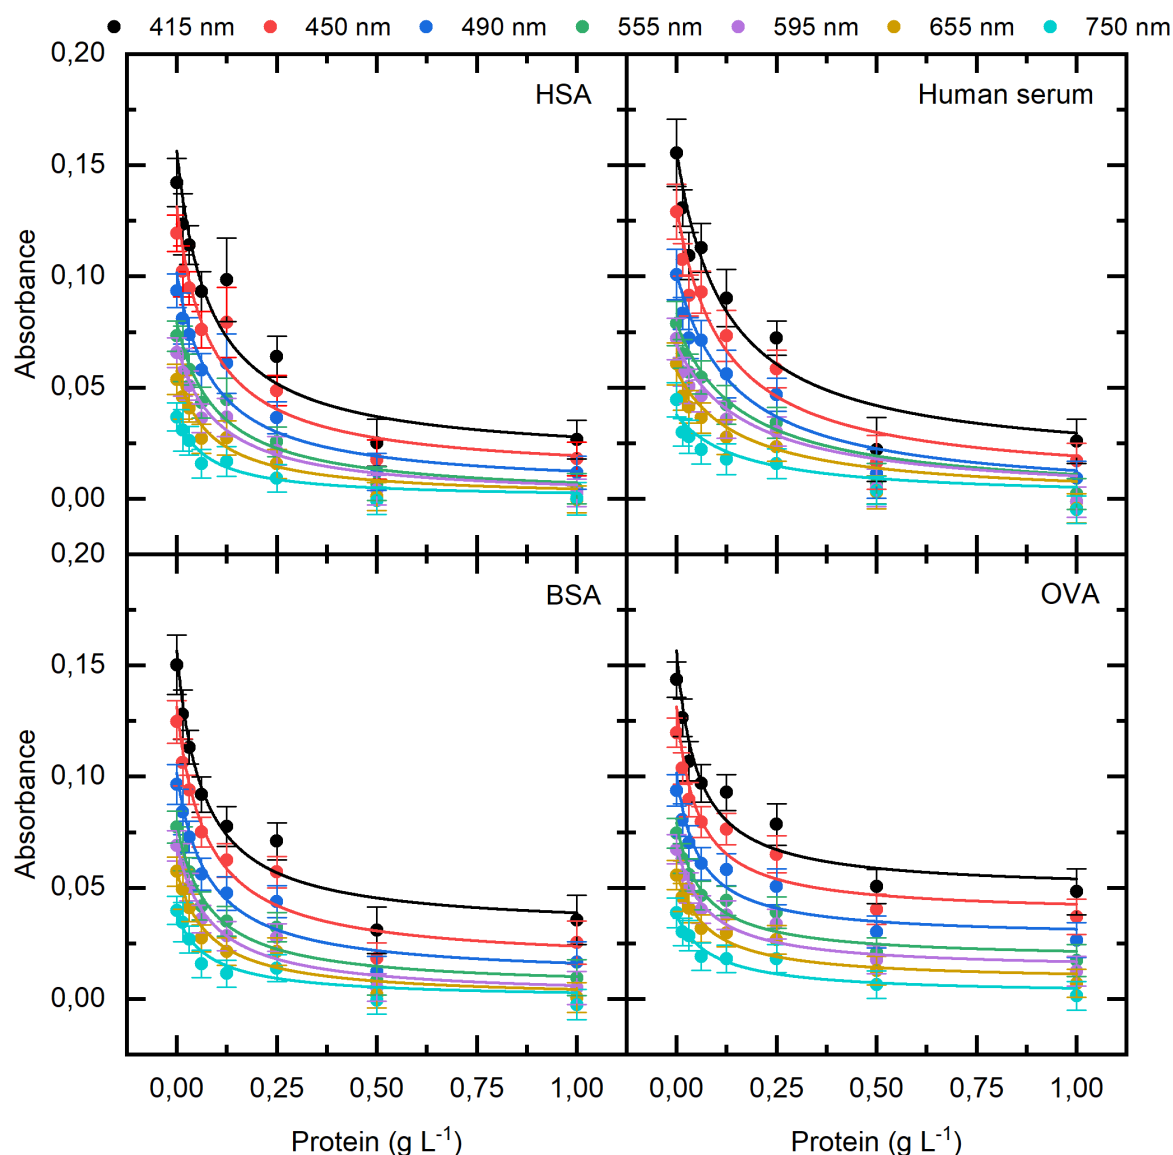 415 nm 450 nm 490 nm 555 nm 595 nm 655 nm 750 nm
0,20
HSA
Human serum
0,15
0,10
0,05
0,00
Absorbance
0,20
BSA
OVA
0,15
0,10
0,05
0,00
Absorbance
0,00 0,25 0,50 0,75 1,00 0,00 0,25 0,50 0,75 1,00
Protein (g L⁻¹) Protein (g L⁻¹)